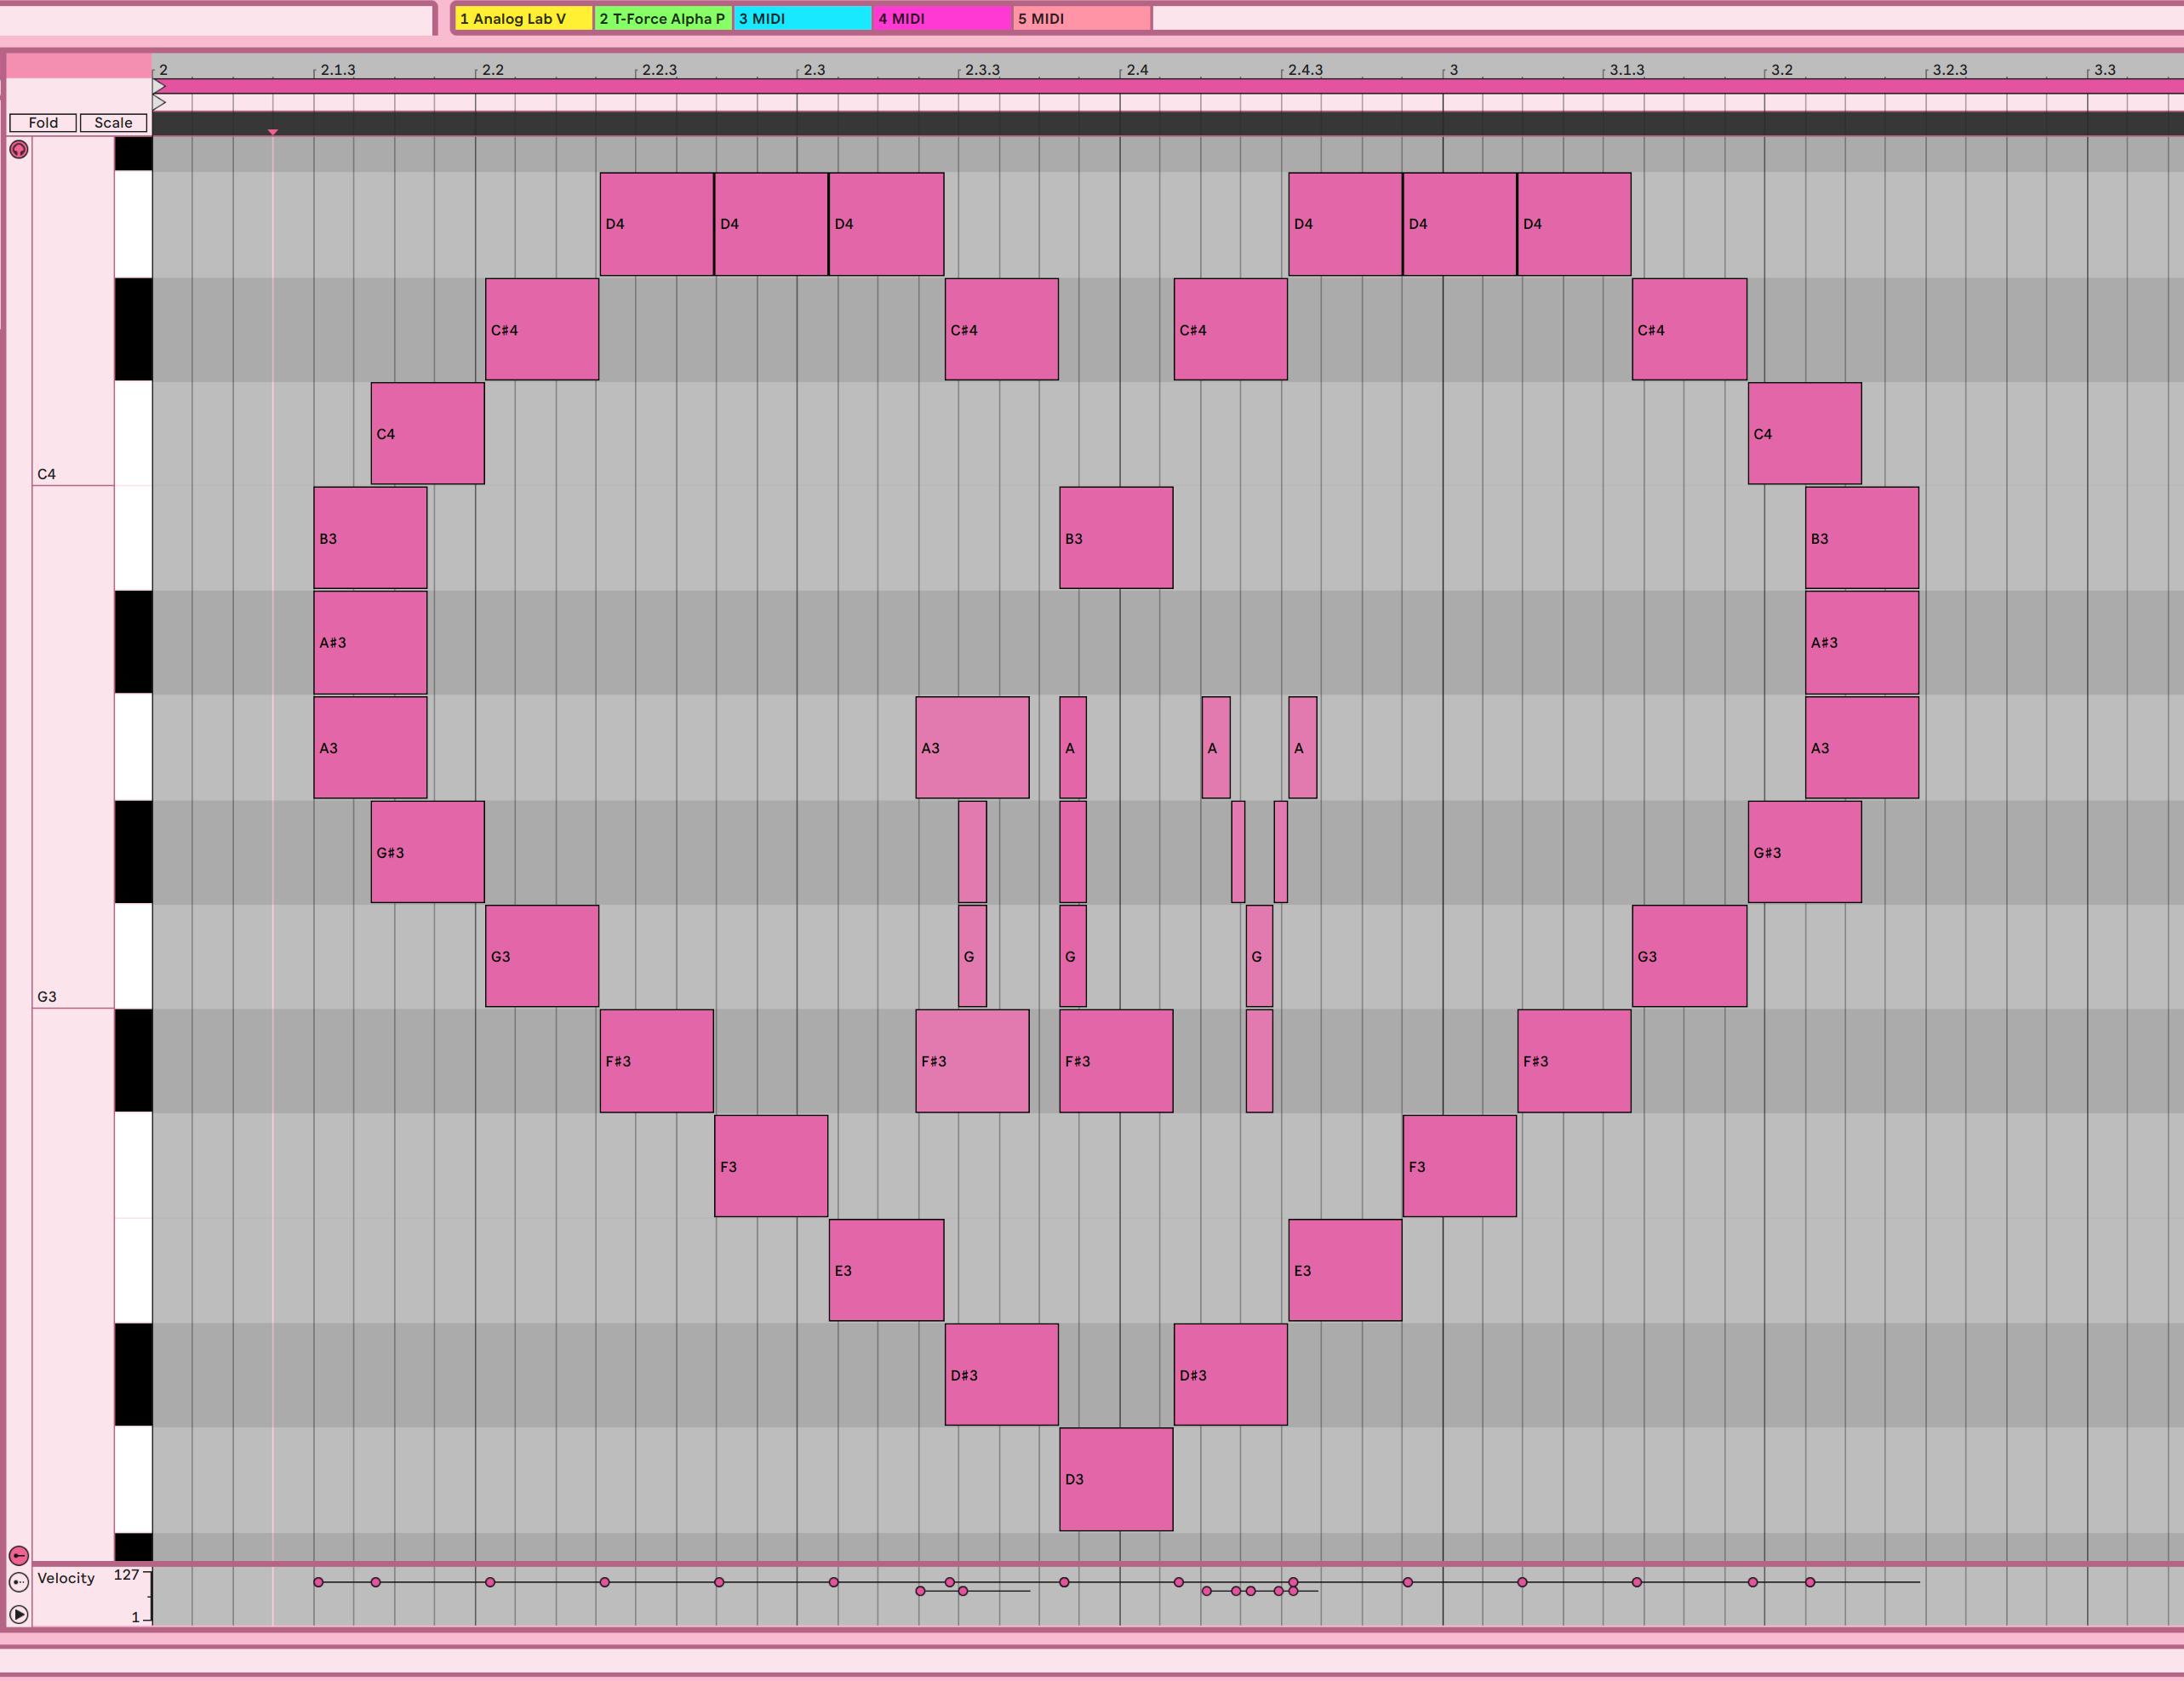 1 Analog Lab V 2 T-Force Alpha P 3 MIDI 4 MIDI 5 MIDI
2 2.1.3 2.2 2.2.3 2.3 2.3.3 2.4 2.4.3 3 3.1.3 3.2 3.2.3 3.3
Fold Scale
D4 D4 D4 D4 D4 D4
C#4 C#4 C#4 C#4
C4 C4
C4
B3 B3 B3
A#3 A#3
A3 A3 A A A A3
G#3 G#3
G3 G G G G3
G3
F#3 F#3 F#3 F#3
F3 F3
E3 E3
D#3 D#3
D3
Velocity 127
1